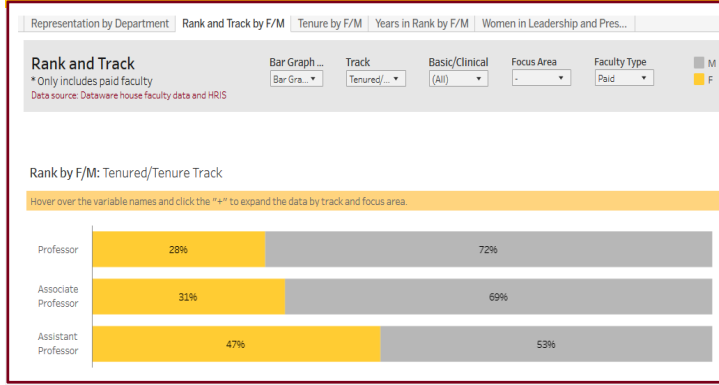 Representation by Department Rank and Track by F/M Tenure by F/M Years in Rank by F/M Women in Leadership and Pres...
Rank and Track
* Only includes paid faculty
Data source: Dataware house faculty data and HRIS
Bar Graph ... Track Basic/Clinical Focus Area Faculty Type
Bar Gra... Tenured/... (All) - Paid
M
F
Rank by F/M: Tenured/Tenure Track
Hover over the variable names and click the "+" to expand the data by track and focus area.
Professor 28% 72%
Associate
Professor 31% 69%
Assistant
Professor 47% 53%